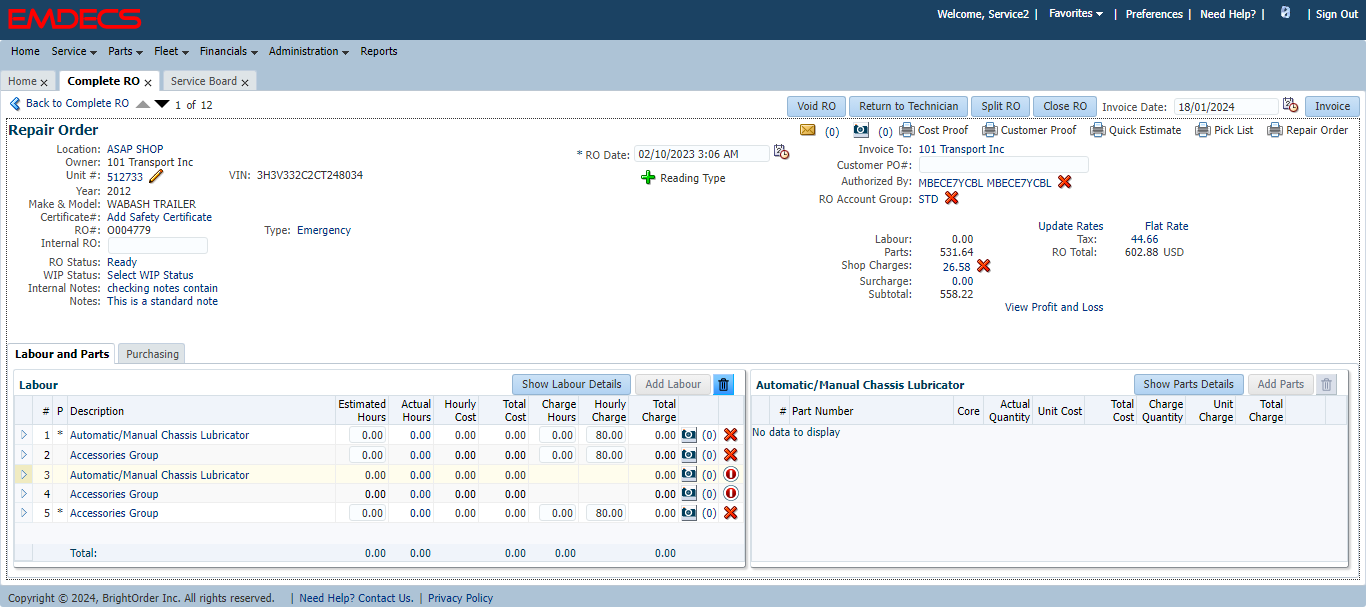 EMDECS
Welcome, Service2 | Favorites | Preferences | Need Help? | | Sign Out
Home Service Parts Fleet Financials Administration Reports
Home Complete RO Service Board
Back to Complete RO 1 of 12 Void RO Return to Technician Split RO Close RO Invoice Date: 18/01/2024 Invoice
Repair Order (0) (0) Cost Proof Customer Proof Quick Estimate Pick List Repair Order
Location: ASAP SHOP
Owner: 101 Transport Inc
Unit #: 512733 VIN: 3H3V332C2CT248034
Year: 2012
Make & Model: WABASH TRAILER
Certificate#: Add Safety Certificate
RO#: O004779 Type: Emergency
Internal RO:
RO Status: Ready
WIP Status: Select WIP Status
Internal Notes: checking notes contain
Notes: This is a standard note
* RO Date: 02/10/2023 3:06 AM
Reading Type
Invoice To: 101 Transport Inc
Customer PO#:
Authorized By: MBECE7YCBL MBECE7YCBL
RO Account Group: STD
Update Rates Flat Rate
Labour: 0.00 Tax: 44.66
Parts: 531.64 RO Total: 602.88 USD
Shop Charges: 26.58
Surcharge: 0.00
Subtotal: 558.22
View Profit and Loss
Labour and Parts Purchasing
Labour Show Labour Details Add Labour
# P Description Estimated Hours Actual Hours Hourly Cost Total Cost Charge Hours Hourly Charge Total Charge
1 * Automatic/Manual Chassis Lubricator 0.00 0.00 0.00 0.00 0.00 80.00 0.00 (0)
2 Accessories Group 0.00 0.00 0.00 0.00 0.00 80.00 0.00 (0)
3 Automatic/Manual Chassis Lubricator 0.00 0.00 0.00 0.00 0.00 (0)
4 Accessories Group 0.00 0.00 0.00 0.00 0.00 (0)
5 * Accessories Group 0.00 0.00 0.00 0.00 0.00 80.00 0.00 (0)
Total: 0.00 0.00 0.00 0.00 0.00
Automatic/Manual Chassis Lubricator Show Parts Details Add Parts
# Part Number Core Actual Quantity Unit Cost Total Cost Charge Quantity Unit Charge Total Charge
No data to display
Copyright © 2024, BrightOrder Inc. All rights reserved. | Need Help? Contact Us. | Privacy Policy